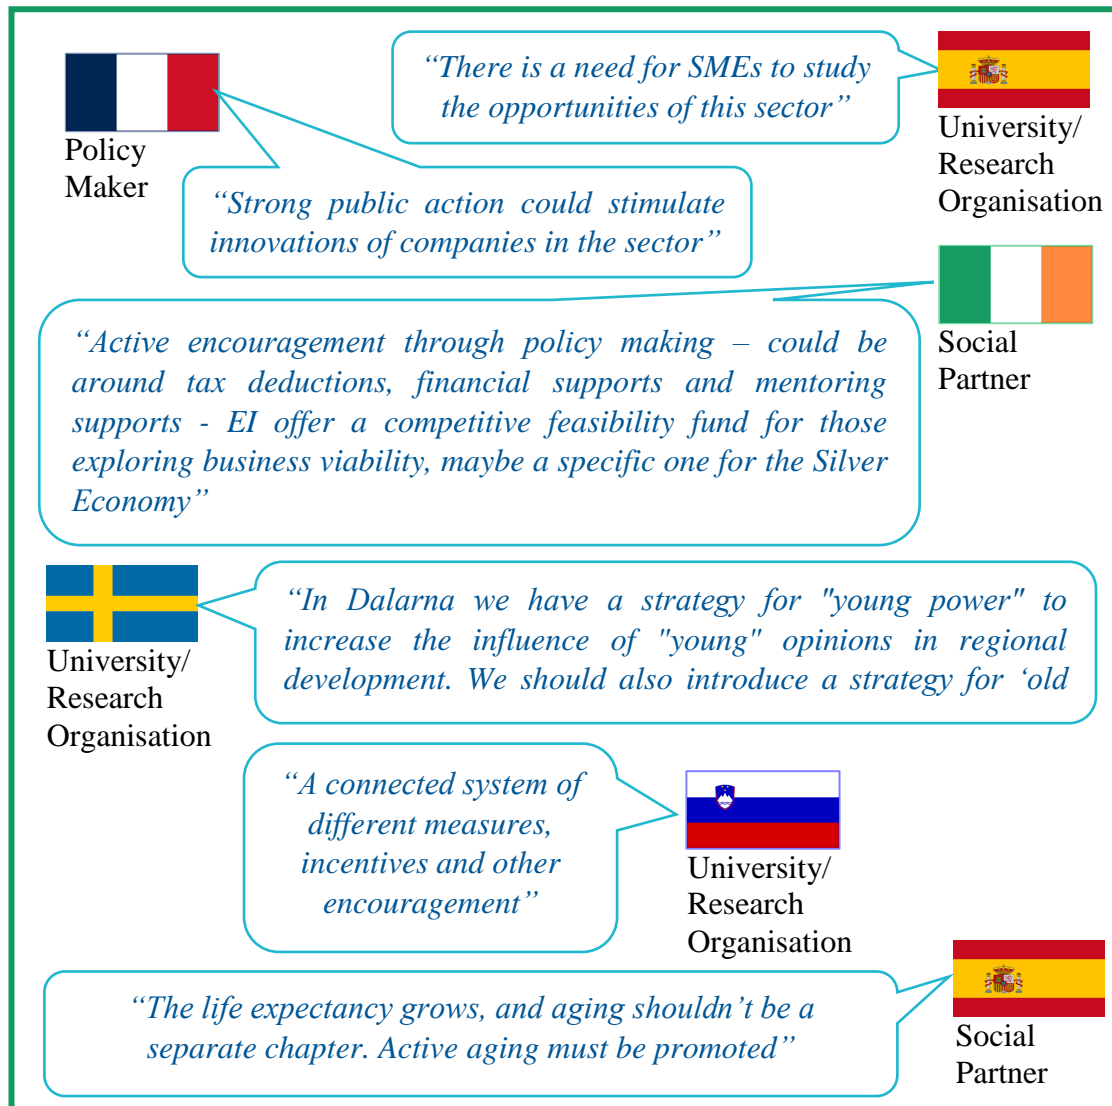 “There is a need for SMEs to study
the opportunities of this sector”
Policy
Maker
University/
Research
Organisation
“Strong public action could stimulate
innovations of companies in the sector”
“Active encouragement through policy making – could be
around tax deductions, financial supports and mentoring
supports - EI offer a competitive feasibility fund for those
exploring business viability, maybe a specific one for the Silver
Economy”
Social
Partner
“In Dalarna we have a strategy for "young power" to
increase the influence of "young" opinions in regional
development. We should also introduce a strategy for ‘old
University/
Research
Organisation
“A connected system of
different measures,
incentives and other
encouragement”
University/
Research
Organisation
“The life expectancy grows, and aging shouldn’t be a
separate chapter. Active aging must be promoted”
Social
Partner